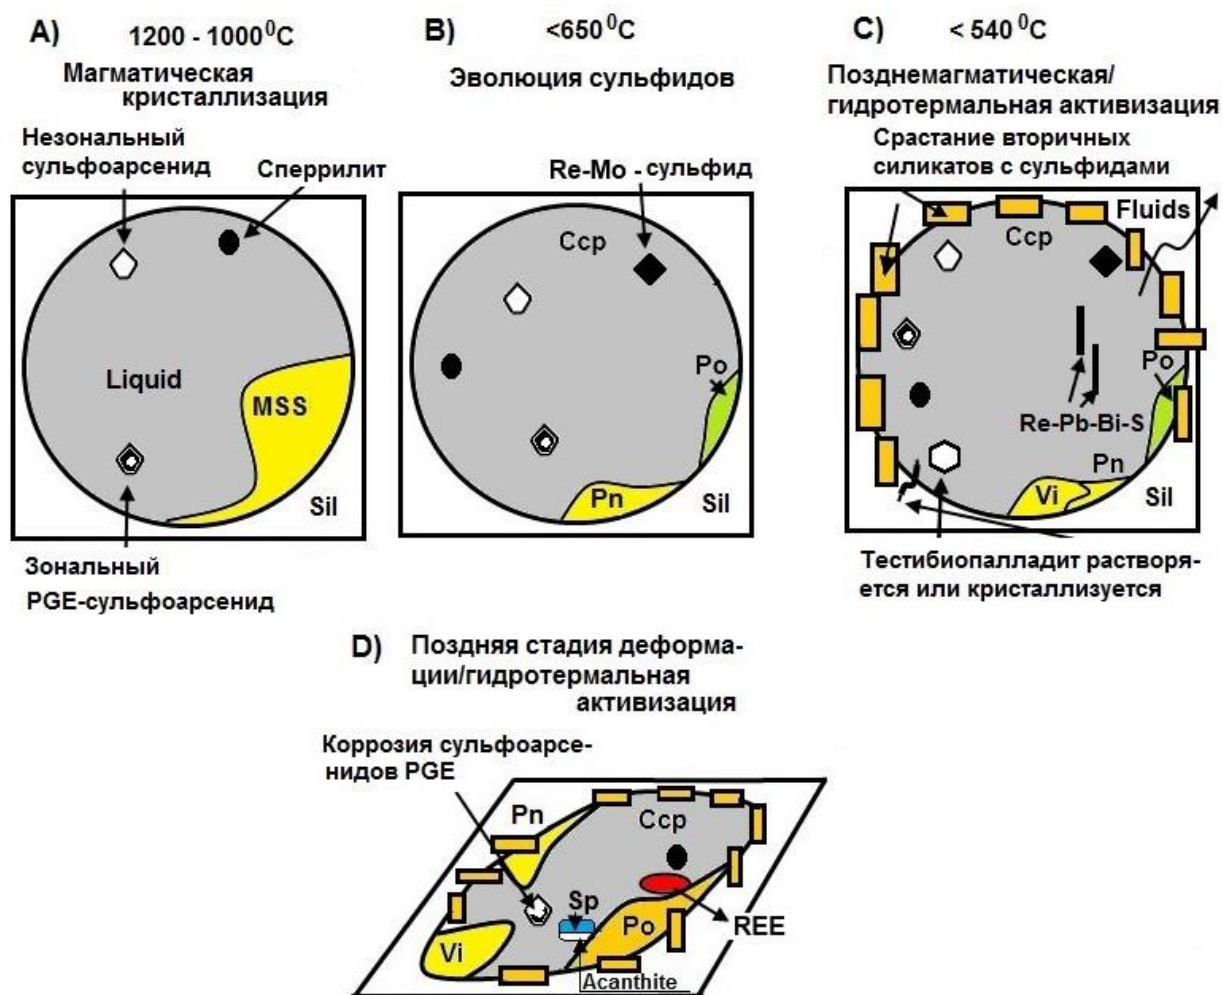 A) 1200 - 1000⁰C
Магматическая
кристаллизация
Незональный
сульфоарсенид
Сперрилит
Liquid
MSS
Sil
Зональный
PGE-сульфоарсенид
B) <650⁰C
Эволюция сульфидов
Re-Mo - сульфид
Ccp
Po
Pn
Sil
C) < 540 ⁰C
Позднемагматическая/
гидротермальная активизация
Срастание вторичных
силикатов с сульфидами
Fluids
Ccp
Po
Re-Pb-Bi-S
Pn
Vi
Sil
Тестибиопалладит растворя-
ется или кристаллизуется
D) Поздняя стадия деформа-
ции/гидротермальная
активизация
Коррозия сульфоарсе-
нидов PGE
Pn
Ccp
Sp
Po
REE
Vi
Acanthite